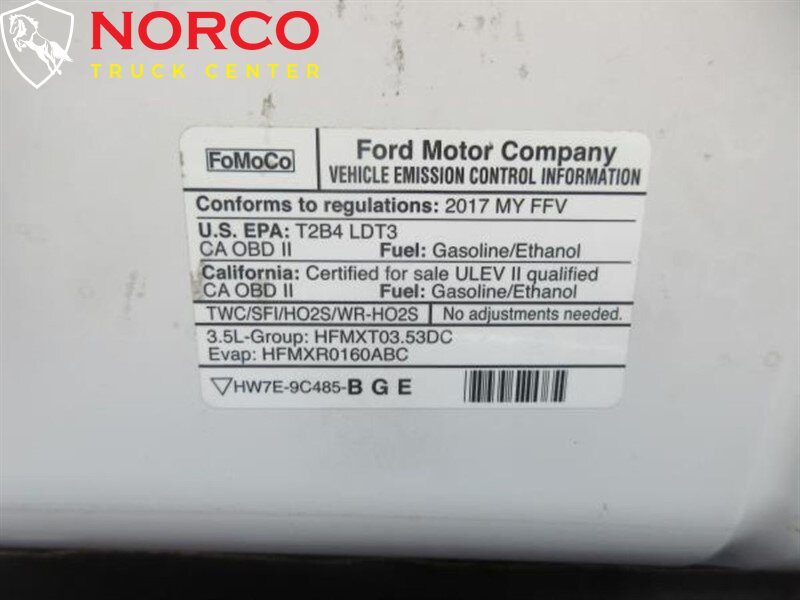 NORCO
TRUCK CENTER
FoMoCo
Ford Motor Company
VEHICLE EMISSION CONTROL INFORMATION
Conforms to regulations: 2017 MY FFV
U.S. EPA: T2B4 LDT3
CA OBD II Fuel: Gasoline/Ethanol
California: Certified for sale ULEV II qualified
CA OBD II Fuel: Gasoline/Ethanol
TWC/SFI/HO2S/WR-HO2S No adjustments needed.
3.5L-Group: HFMXT03.53DC
Evap: HFMXR0160ABC
HW7E-9C485-B G E